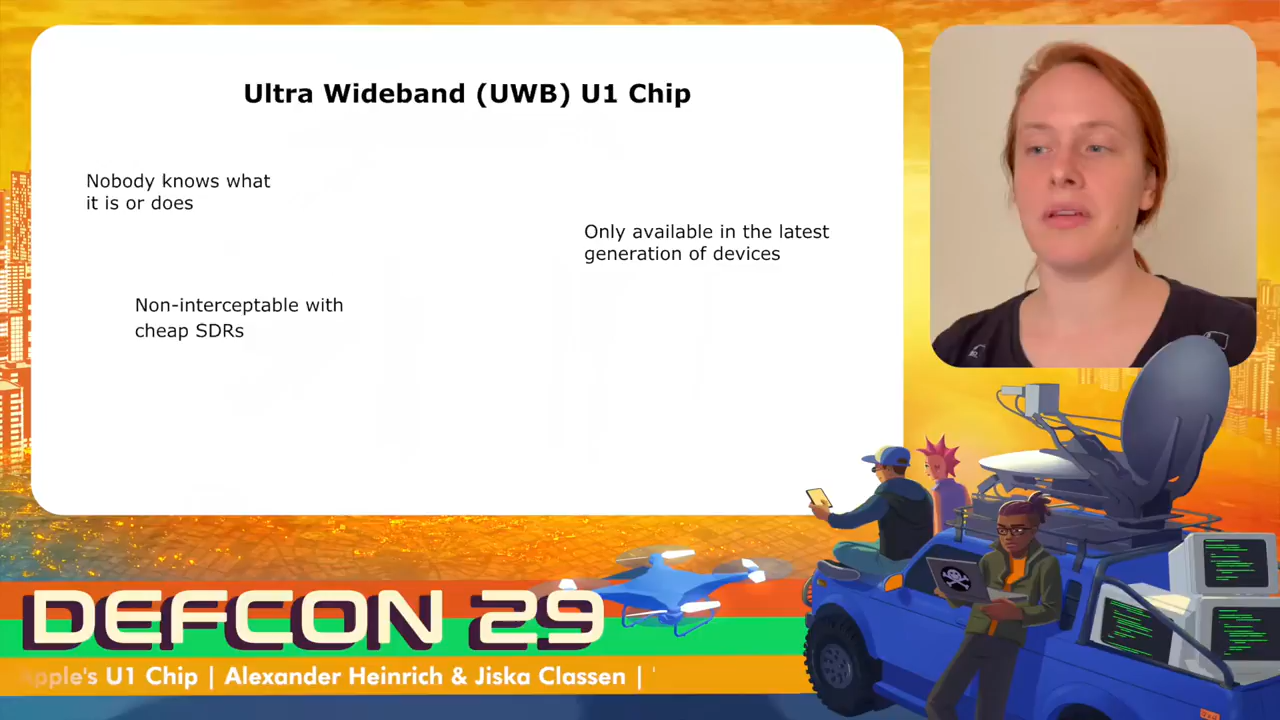 Ultra Wideband (UWB) U1 Chip
Nobody knows what
it is or does
Only available in the latest
generation of devices
Non-interceptable with
cheap SDRs
DEFCON 29
Apple's U1 Chip | Alexander Heinrich & Jiska Classen |